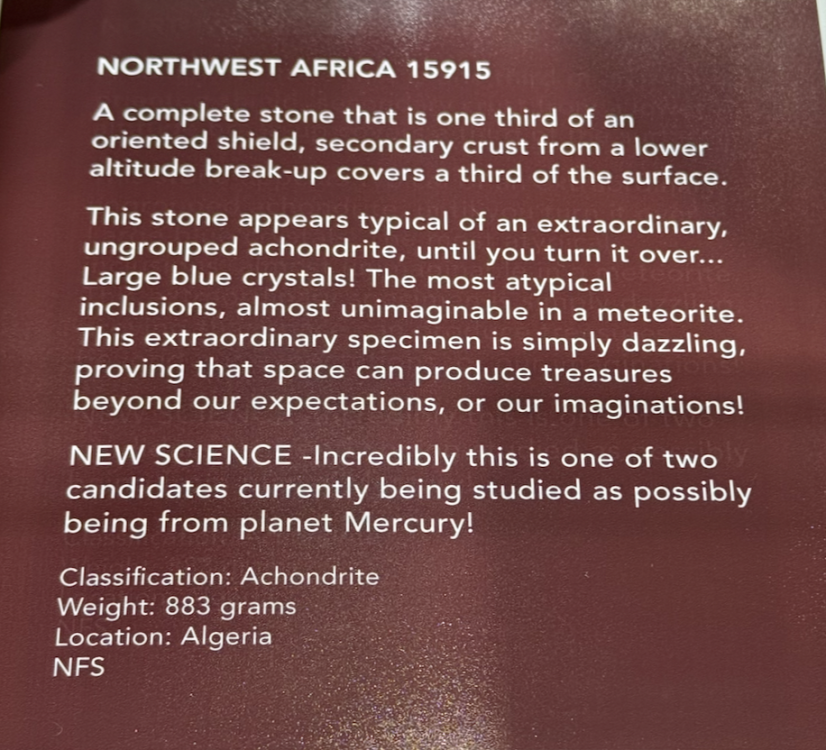 NORTHWEST AFRICA 15915
A complete stone that is one third of an
oriented shield, secondary crust from a lower
altitude break-up covers a third of the surface.
This stone appears typical of an extraordinary,
ungrouped achondrite, until you turn it over...
Large blue crystals! The most atypical
inclusions, almost unimaginable in a meteorite.
This extraordinary specimen is simply dazzling,
proving that space can produce treasures
beyond our expectations, or our imaginations!
NEW SCIENCE -Incredibly this is one of two
candidates currently being studied as possibly
being from planet Mercury!
Classification: Achondrite
Weight: 883 grams
Location: Algeria
NFS